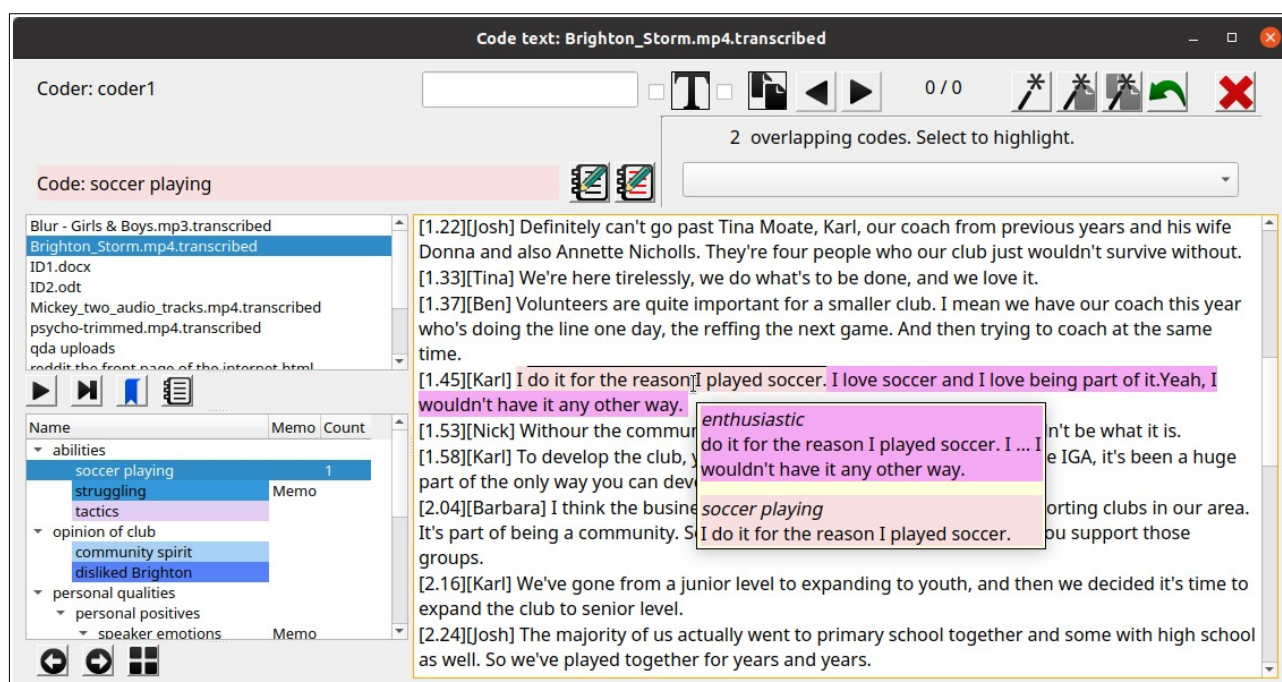 Code text: Brighton_Storm.mp4.transcribed
Coder: coder1
T
0 / 0
2 overlapping codes. Select to highlight.
Code: soccer playing
Blur - Girls & Boys.mp3.transcribed
Brighton_Storm.mp4.transcribed
ID1.docx
ID2.odt
Mickey_two_audio_tracks.mp4.transcribed
psycho-trimmed.mp4.transcribed
qda uploads
reddit the front page of the internet.html
Name Memo Count
abilities
soccer playing 1
struggling Memo
tactics
opinion of club
community spirit
disliked Brighton
personal qualities
personal positives
speaker emotions Memo
[1.22][Josh] Definitely can't go past Tina Moate, Karl, our coach from previous years and his wife
Donna and also Annette Nicholls. They're four people who our club just wouldn't survive without.
[1.33][Tina] We're here tirelessly, we do what's to be done, and we love it.
[1.37][Ben] Volunteers are quite important for a smaller club. I mean we have our coach this year
who's doing the line one day, the reffing the next game. And then trying to coach at the same
time.
[1.45][Karl] I do it for the reason I played soccer. I love soccer and I love being part of it.Yeah, I
wouldn't have it any other way.
[1.53][Nick] Withour the commu n't be what it is.
[1.58][Karl] To develop the club, e IGA, it's been a huge
part of the only way you can dev
[2.04][Barbara] I think the busine orting clubs in our area.
It's part of being a community. S ou support those
groups.
[2.16][Karl] We've gone from a junior level to expanding to youth, and then we decided it's time to
expand the club to senior level.
[2.24][Josh] The majority of us actually went to primary school together and some with high school
as well. So we've played together for years and years.
enthusiastic
do it for the reason I played soccer. I ... I
wouldn't have it any other way.
soccer playing
I do it for the reason I played soccer.